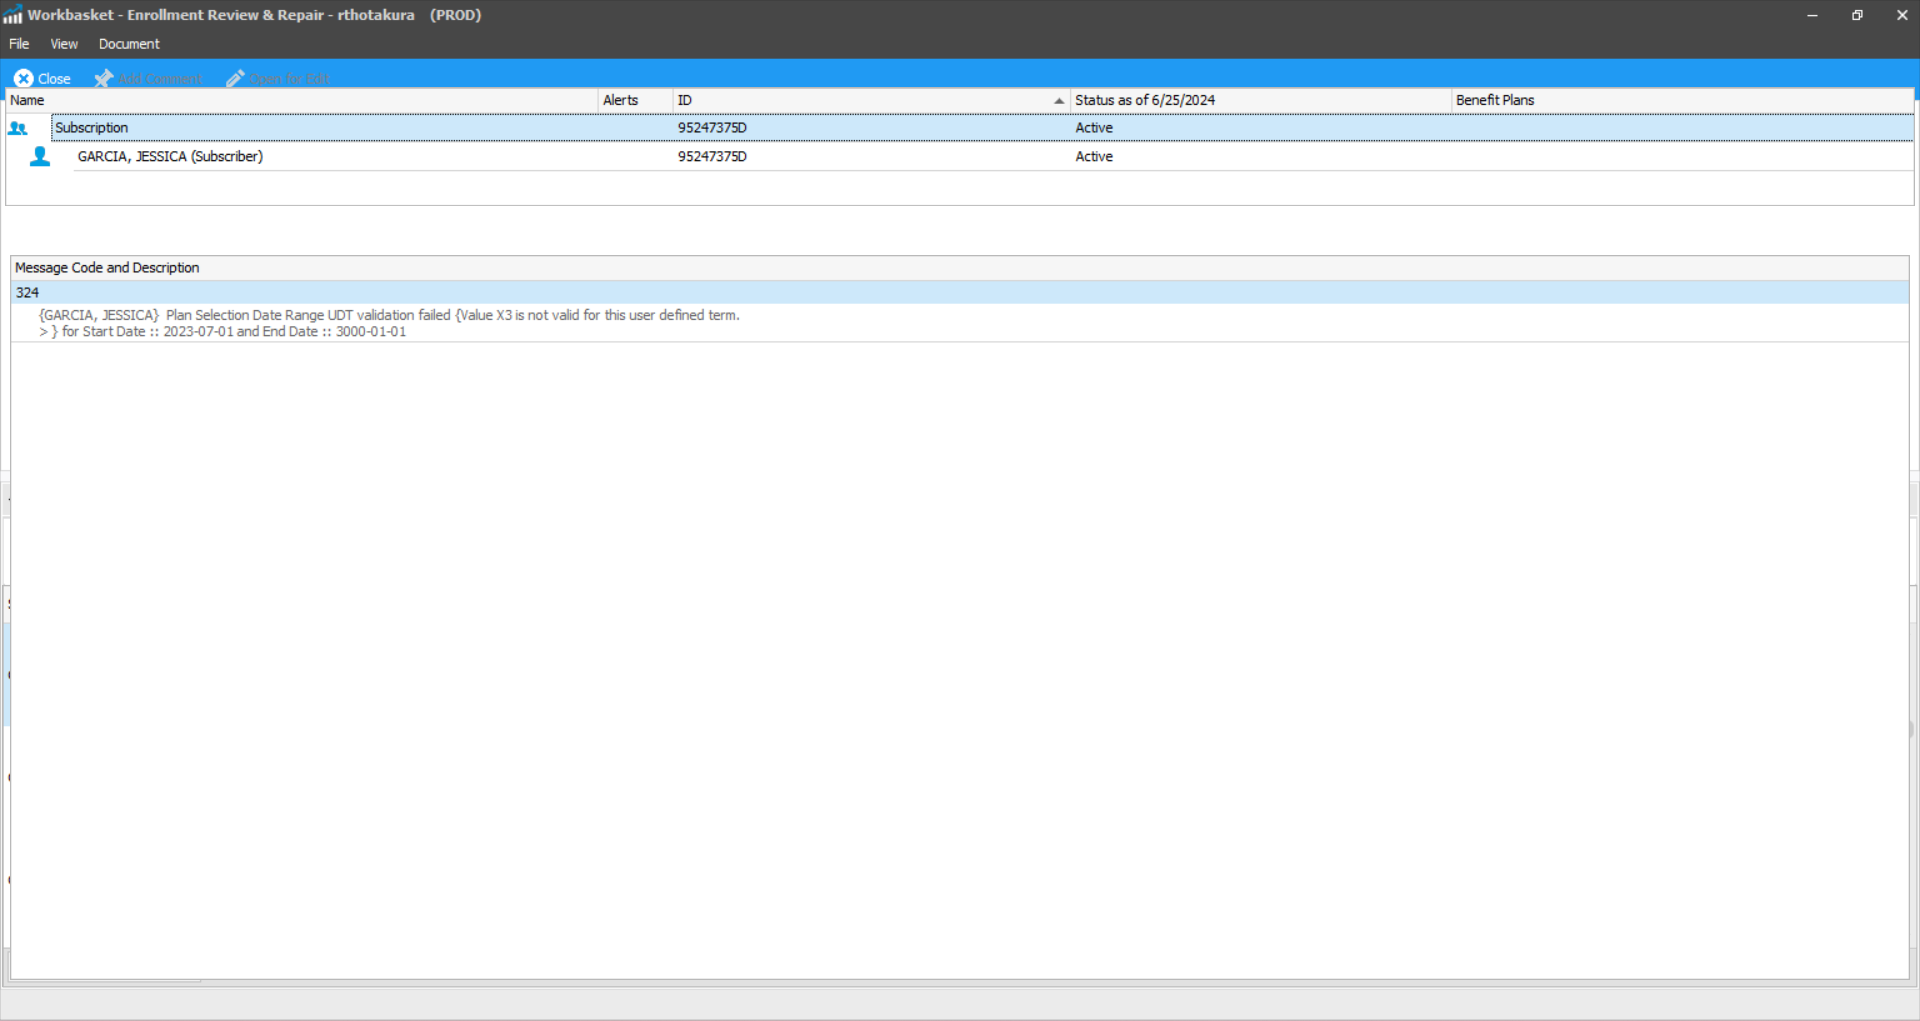 Workbasket - Enrollment Review & Repair - rthotakura (PROD)
File View Document
Close Add Comment Open for Edit
Name Alerts ID Status as of 6/25/2024 Benefit Plans
Subscription 95247375D Active
GARCIA, JESSICA (Subscriber) 95247375D Active
Message Code and Description
324
{GARCIA, JESSICA} Plan Selection Date Range UDT validation failed {Value X3 is not valid for this user defined term.
> } for Start Date :: 2023-07-01 and End Date :: 3000-01-01